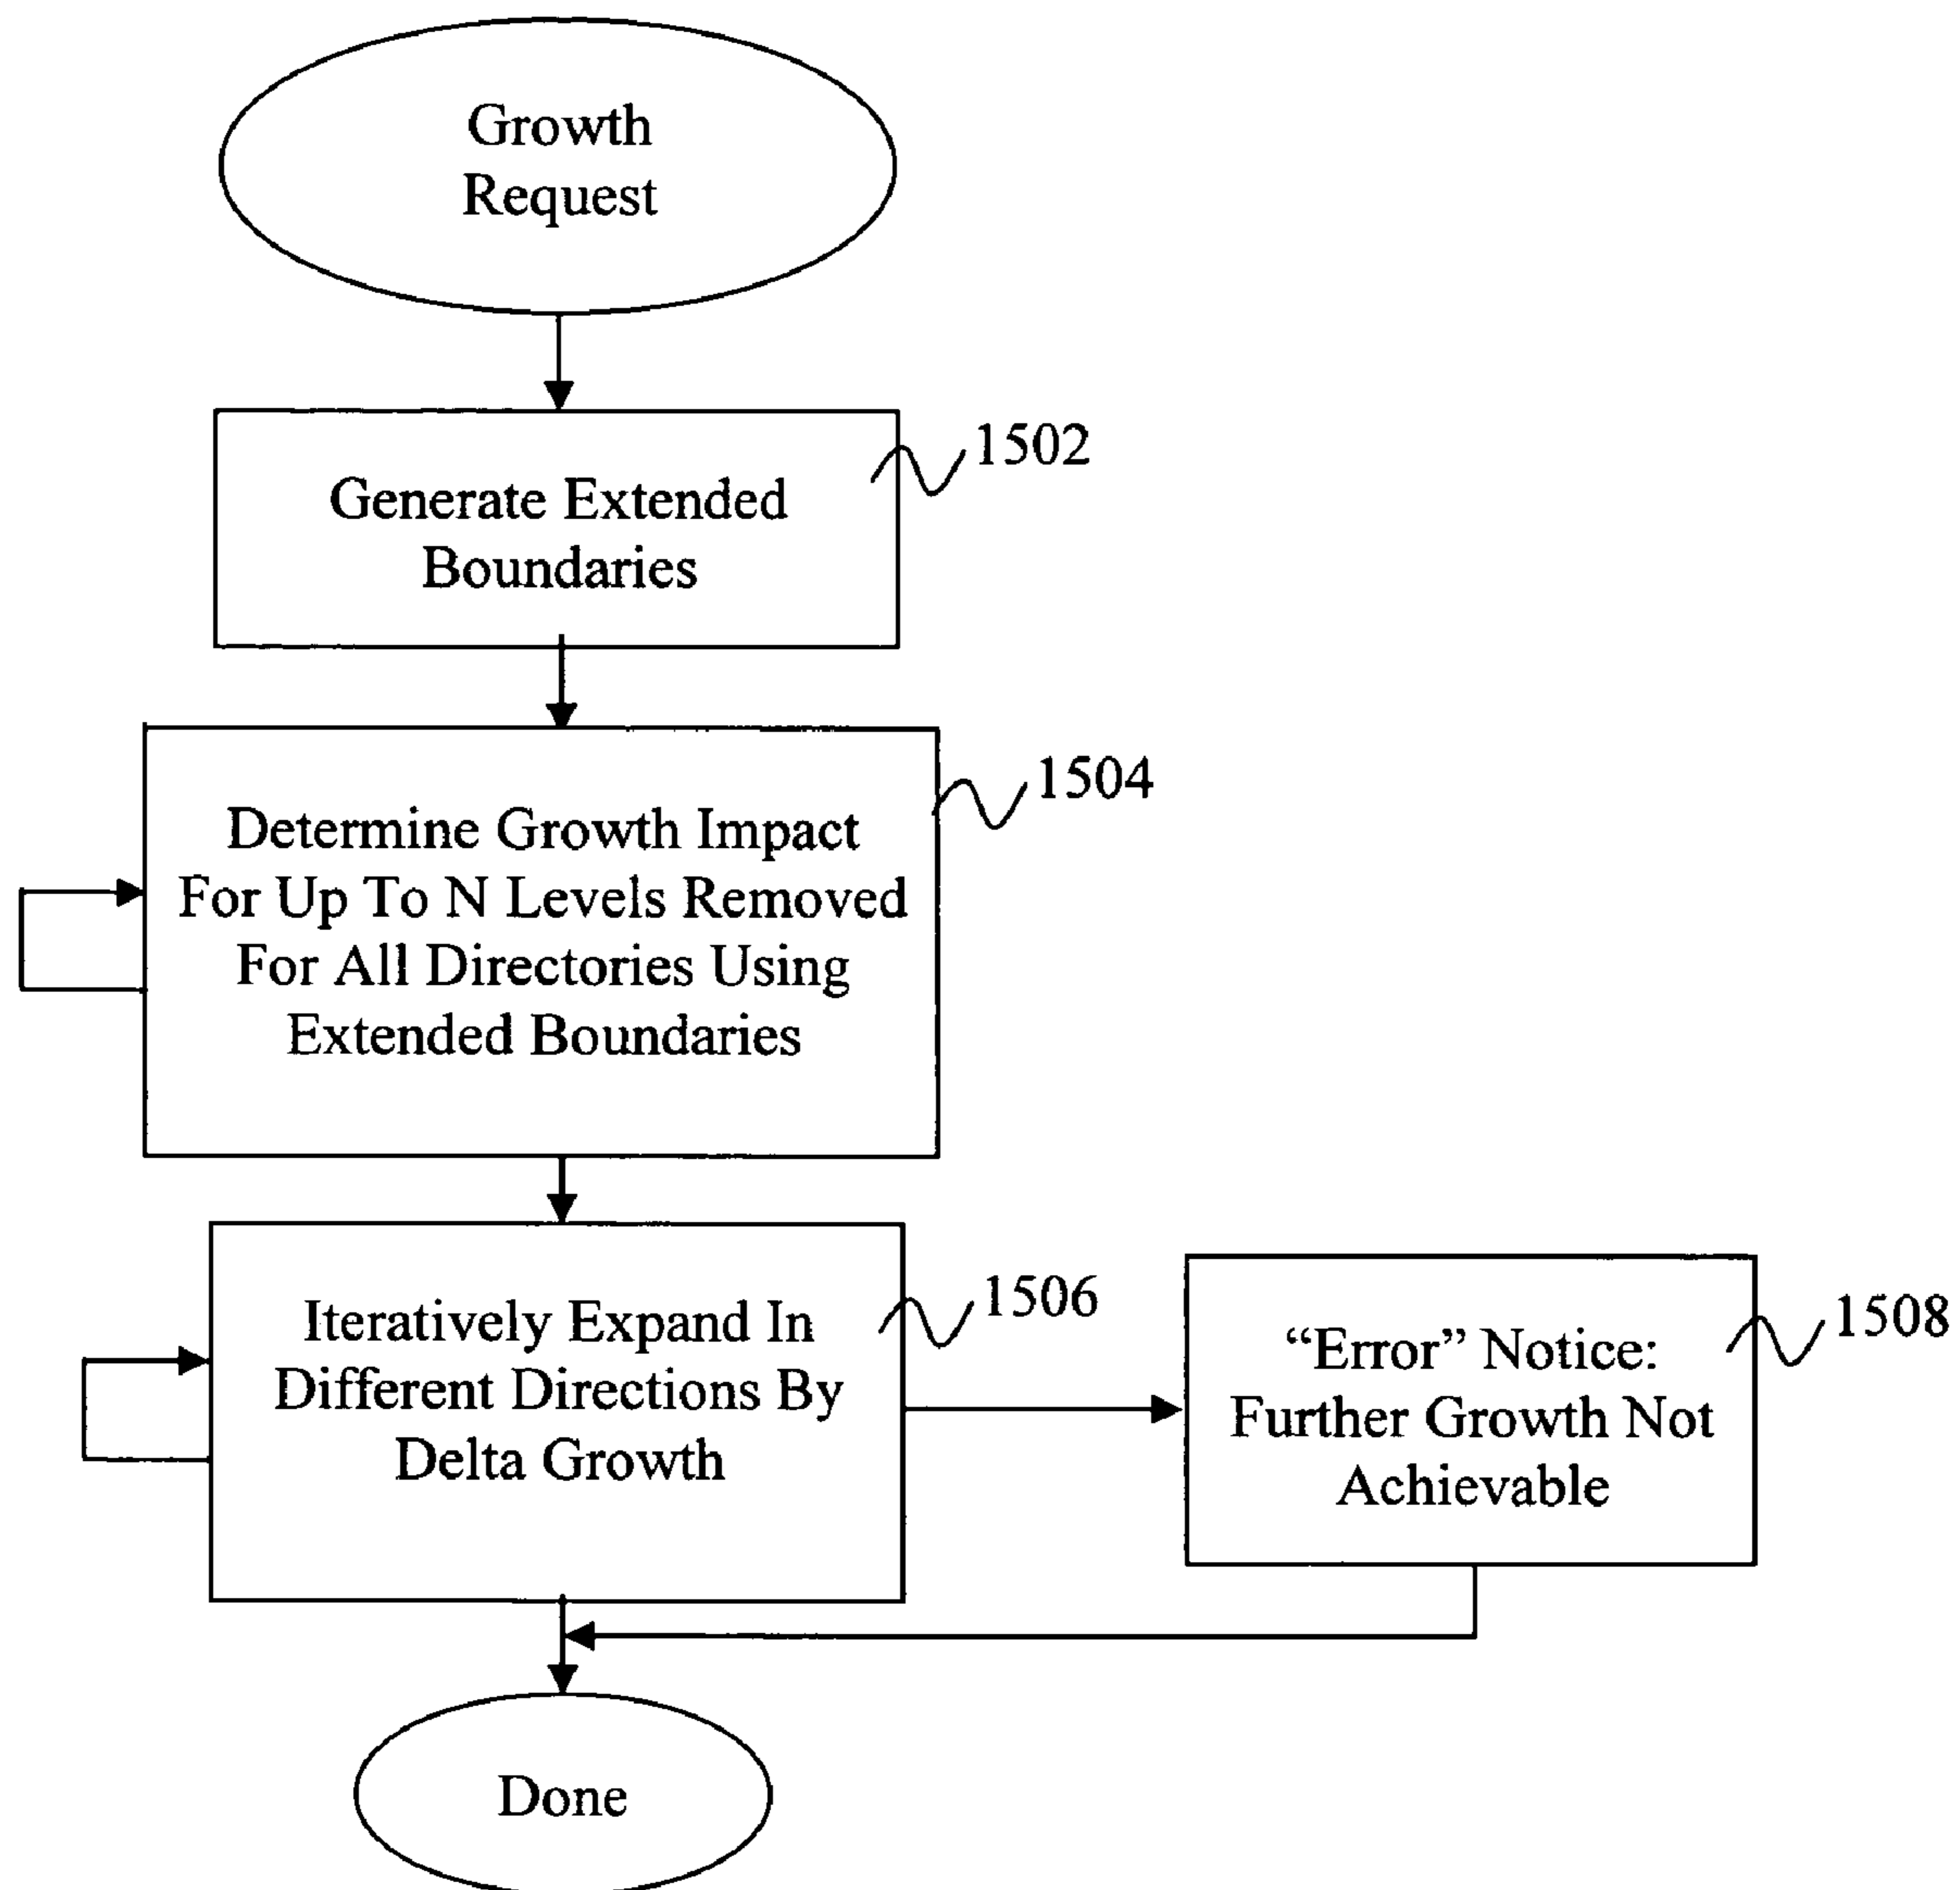 Growth
Request
1502
Generate Extended
Boundaries
1504
Determine Growth Impact
For Up To N Levels Removed
For All Directories Using
Extended Boundaries
1506
Iteratively Expand In
Different Directions By
Delta Growth
1508
“Error” Notice:
Further Growth Not
Achievable
Done